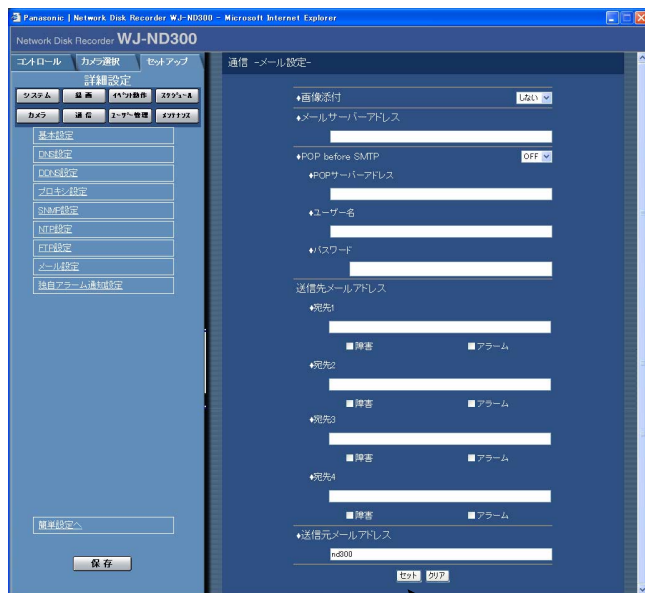 Panasonic | Network Disk Recorder WJ-ND300 - Microsoft Internet Explorer
Network Disk Recorder WJ-ND300
コントロール カメラ選択 セットアップ
詳細設定
システム 録画 イベント動作 スケジュール
カメラ 通信 ユーザー管理 メンテナンス
基本設定
DNS設定
DDNS設定
プロキシ設定
SNMP設定
NTP設定
FTP設定
メール設定
独自アラーム通知設定
簡単設定へ
保存
通信 -メール設定-
♦画像添付 しない
♦メールサーバーアドレス
♦POP before SMTP OFF
♦POPサーバーアドレス
♦ユーザー名
♦パスワード
送信先メールアドレス
♦宛先1
障害 アラーム
♦宛先2
障害 アラーム
♦宛先3
障害 アラーム
♦宛先4
障害 アラーム
♦送信元メールアドレス
nd300
セット クリア